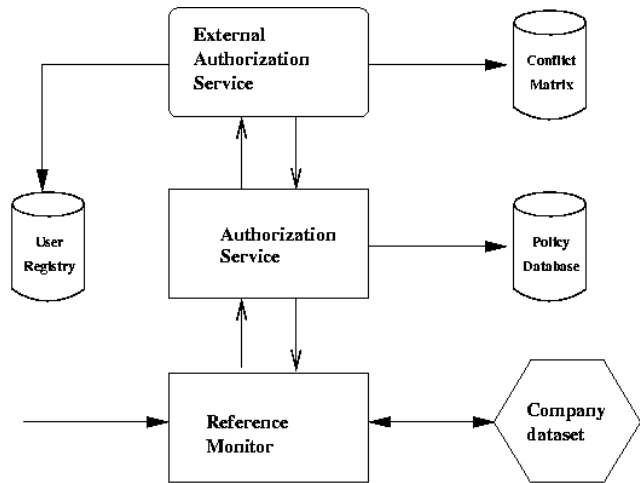 External
Authorization
Service
Conflict
Matrix
User
Registry
Authorization
Service
Policy
Database
Reference
Monitor
Company
dataset